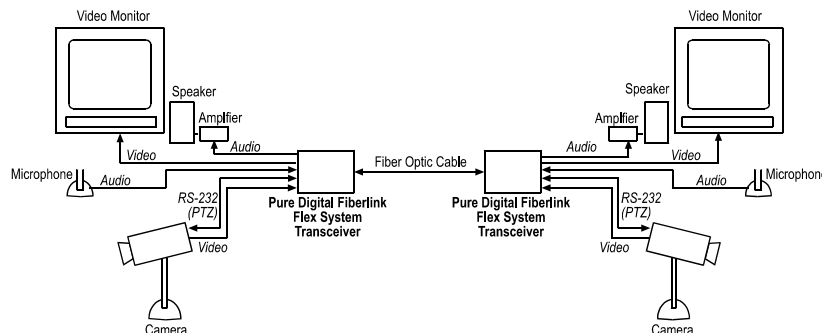 Video Monitor
Speaker
Amplfier
Audio
Video
Microphone
Audio
RS-232
(PTZ)
Video
Camera
Pure Digital Fiberlink
Flex System
Transceiver
Fiber Optic Cable
Video Monitor
Speaker
Amplfier
Audio
Video
Microphone
Audio
RS-232
(PTZ)
Video
Camera
Pure Digital Fiberlink
Flex System
Transceiver